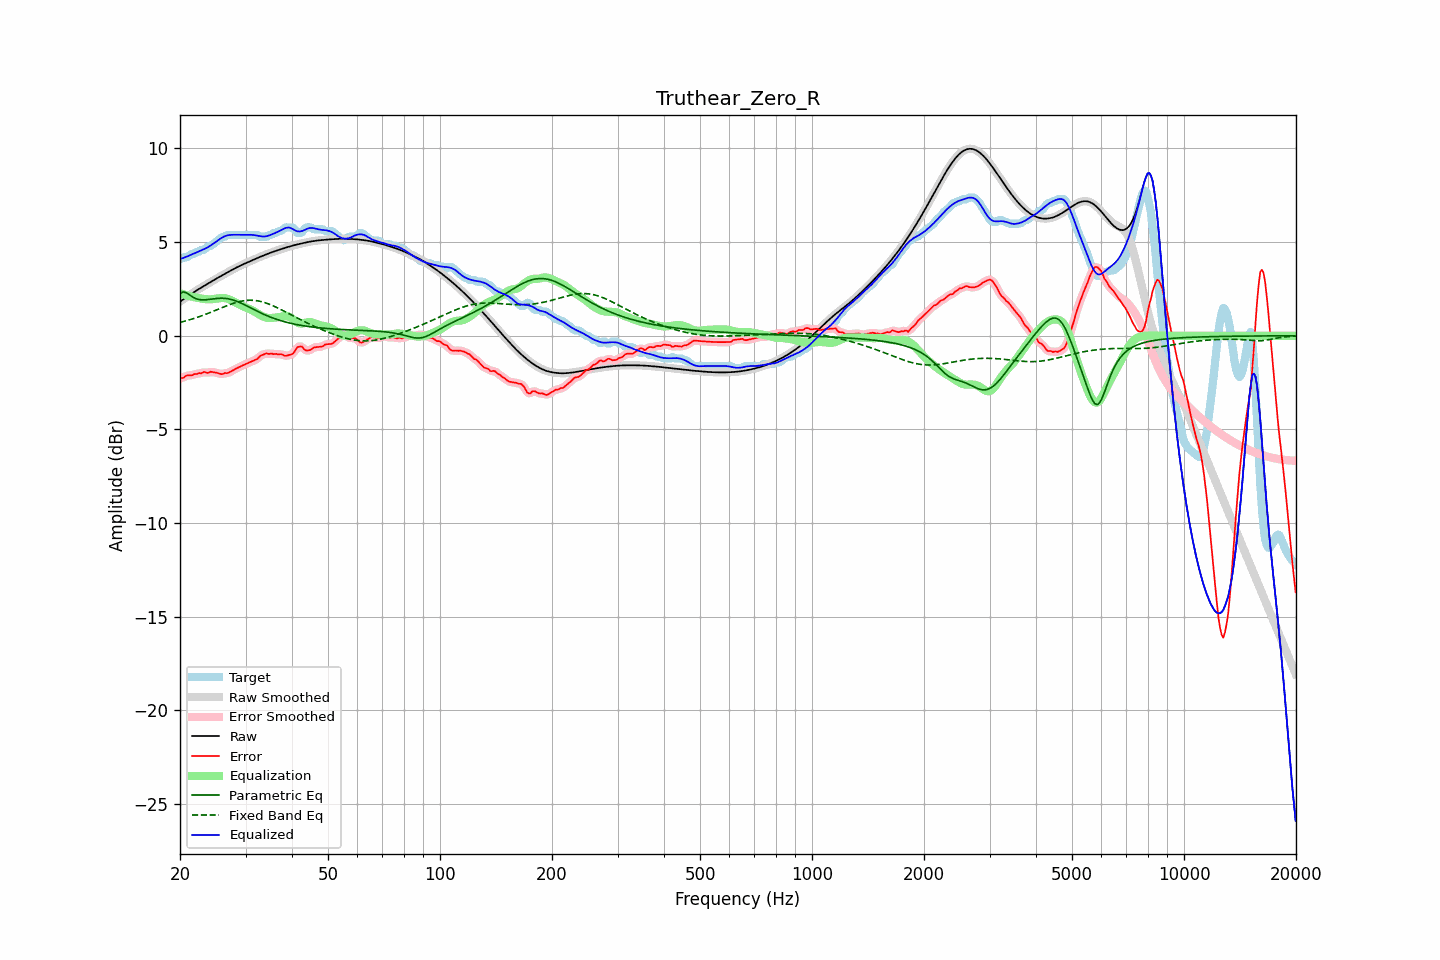 Truthear_Zero_R
Amplitude (dBr)
10
5
0
−5
−10
−15
−20
−25
Target
Raw Smoothed
Error Smoothed
Raw
Error
Equalization
Parametric Eq
Fixed Band Eq
Equalized
20 50 100 200 500 1000 2000 5000 10000 20000
Frequency (Hz)